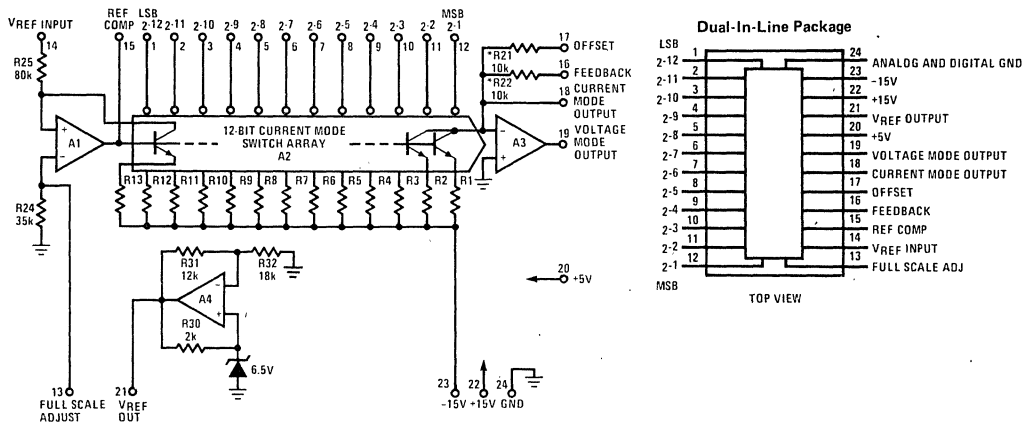 VREF INPUT
14
REF
COMP
15
LSB
2-12
1
2-11
2
2-10
3
2-9
4
2-8
5
2-7
6
2-6
7
2-5
8
2-4
9
2-3
10
2-2
11
MSB
2-1
12
17
OFFSET
*R21
10k
16
FEEDBACK
*R22
10k
18
CURRENT
MODE
OUTPUT
19
VOLTAGE
MODE
OUTPUT
R25
80k
+
A1
−
12-BIT CURRENT MODE
SWITCH ARRAY
A2
−
A3
+
R13
R12
R11
R10
R9
R8
R7
R6
R5
R4
R3
R2
R1
R24
35k
R31
12k
R32
18k
−
A4
+
R30
2k
6.5V
20
+5V
13
FULL SCALE
ADJUST
21
VREF
OUT
23
-15V
22
+15V
24
GND
Dual-In-Line Package
LSB
1
2-12
2
2-11
3
2-10
4
2-9
5
2-8
6
2-7
7
2-6
8
2-5
9
2-4
10
2-3
11
2-2
12
2-1
MSB
24
ANALOG AND DIGITAL GND
23
-15V
22
+15V
21
VREF OUTPUT
20
+5V
19
VOLTAGE MODE OUTPUT
18
CURRENT MODE OUTPUT
17
OFFSET
16
FEEDBACK
15
REF COMP
14
VREF INPUT
13
FULL SCALE ADJ
TOP VIEW